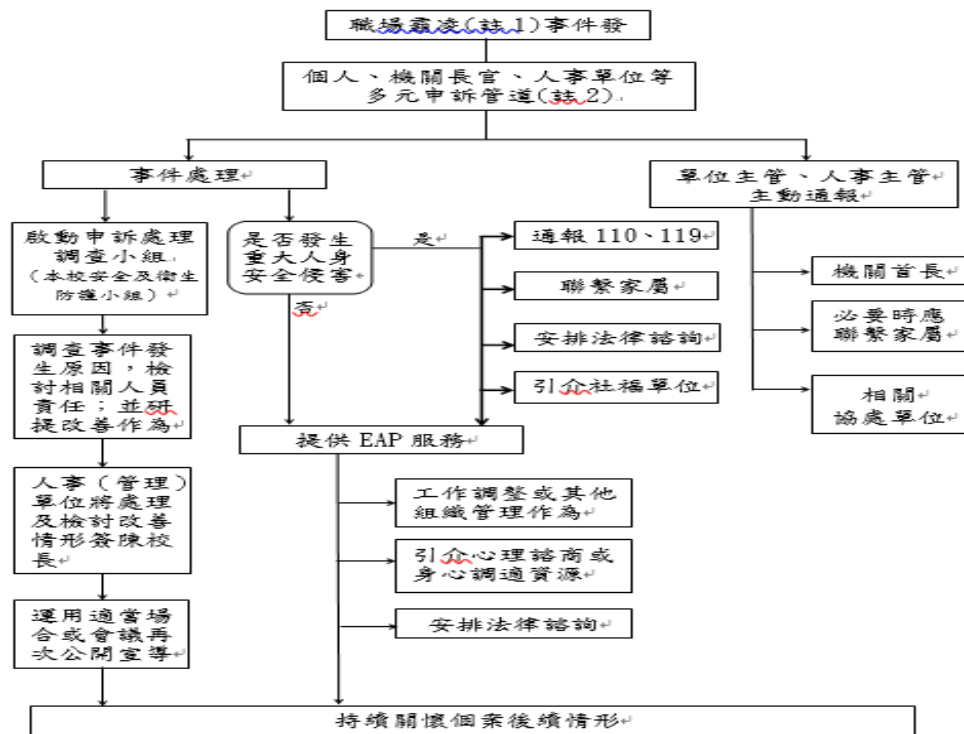 職場霸凌(註1)事件發
個人、機關長官、人事單位等
多元申訴管道(註2)
事件處理
單位主管、人事主管
主動通報
啟動申訴處理
調查小組
(本校安全及衛生
防護小組)
是否發生
重大人身
安全侵害
是
否
通報 110、119
聯繫家屬
安排法律諮詢
引介社福單位
機關首長
必要時應
聯繫家屬
相關
協處單位
調查事件發
生原因，檢
討相關人員
責任；並研
提改善作為
提供 EAP 服務
人事（管理）
單位將處理
及檢討改善
情形簽陳校
長
工作調整或其他
組織管理作為
引介心理諮商或
身心調適資源
安排法律諮詢
運用適當場
合或會議再
次公開宣導
持續關懷個案後續情形